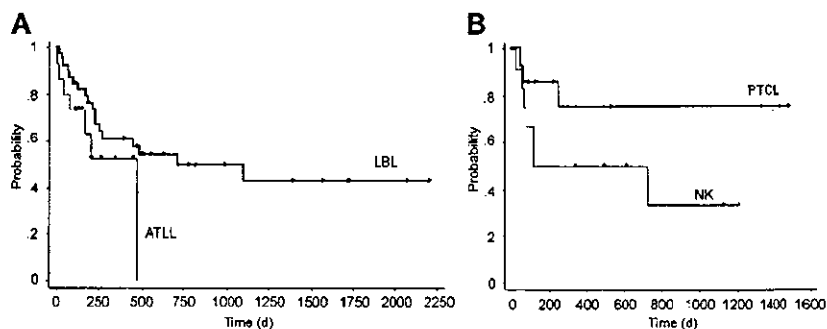 A
Probability
1
.8
.6
.4
.2
0
LBL
ATLL
0 250 500 750 1000 1250 1500 1750 2000 2250
Time (d)
B
Probability
1
.8
.6
.4
.2
0
PTCL
NK
0 200 400 600 800 1000 1200 1400 1600
Time (d)